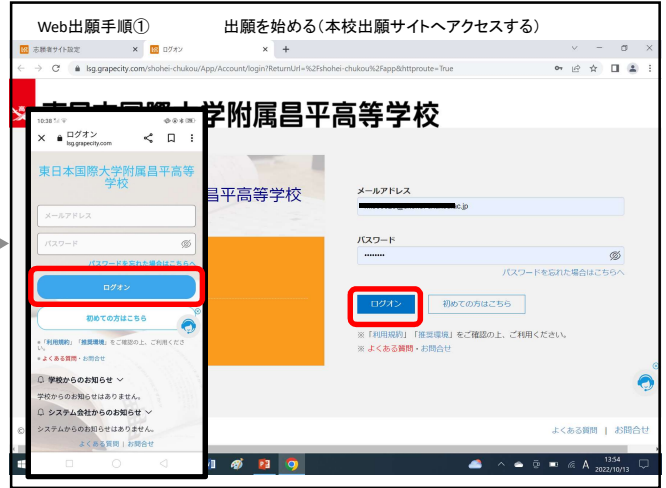 Web出願手順①
出願を始める(本校出願サイトへアクセスする)
志願者サイト設定
ログオン
lsg.grapecity.com/shohei-chukou/App/Account/login?ReturnUrl=%2Fshohei-chukou%2Fapp&httproute=True
学附属昌平高等学校
昌平高等学校
メールアドレス
ac.jp
パスワード
••••••••
パスワードを忘れた場合はこちらへ
ログオン
初めての方はこちら
※「利用規約」「推奨環境」をご確認の上、ご利用ください。
※ よくある質問・お問合せ
よくある質問 | お問合せ
©
10:38
ログオン
lsg.grapecity.com
東日本国際大学附属昌平高等
学校
メールアドレス
パスワード
パスワードを忘れた場合はこちらへ
ログオン
初めての方はこちら
※「利用規約」「推奨環境」をご確認の上、ご利用くださ
い。
※ よくある質問・お問合せ
学校からのお知らせ
学校からのお知らせはありません。
システム会社からのお知らせ
システムからのお知らせはありません。
よくある質問 | お問合せ
A
13:54
2022/10/13